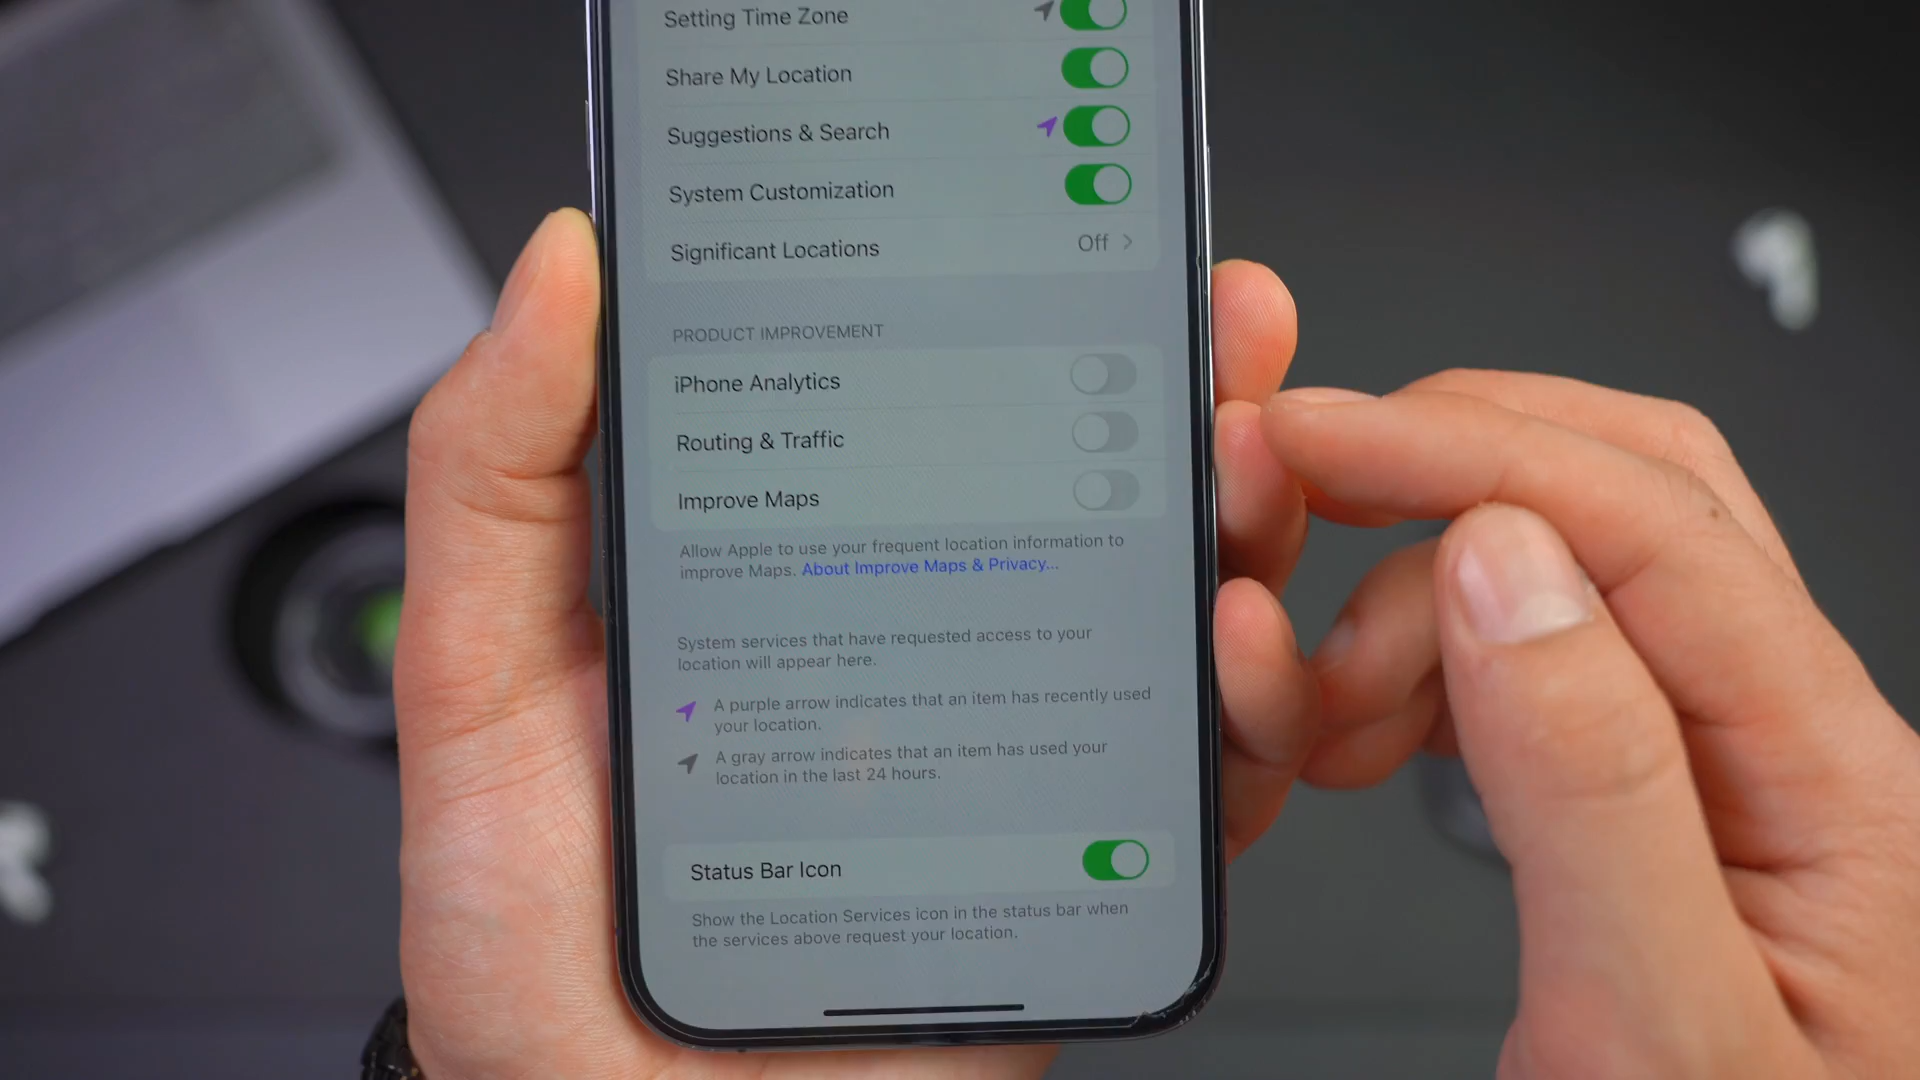 Setting Time Zone
Share My Location
Suggestions & Search
System Customization
Significant Locations Off
PRODUCT IMPROVEMENT
iPhone Analytics
Routing & Traffic
Improve Maps
Allow Apple to use your frequent location information to
improve Maps. About Improve Maps & Privacy...
System services that have requested access to your
location will appear here.
A purple arrow indicates that an item has recently used
your location.
A gray arrow indicates that an item has used your
location in the last 24 hours.
Status Bar Icon
Show the Location Services icon in the status bar when
the services above request your location.